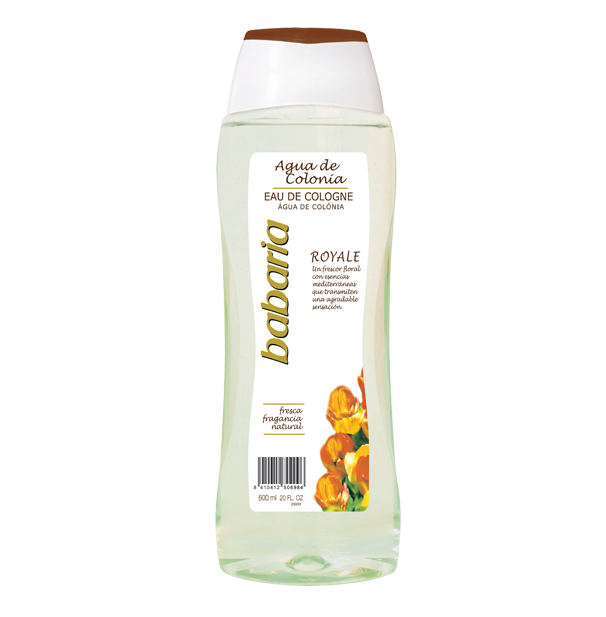 Agua de
Colonia
EAU DE COLOGNE
ÁGUA DE COLÓNIA
babaria
ROYALE
Un frescor floral
con esencias
mediterráneas
que transmiten
una agradable
sensación.
fresca
fragancia
natural
8 410412 506984
600 ml 20 FL. OZ